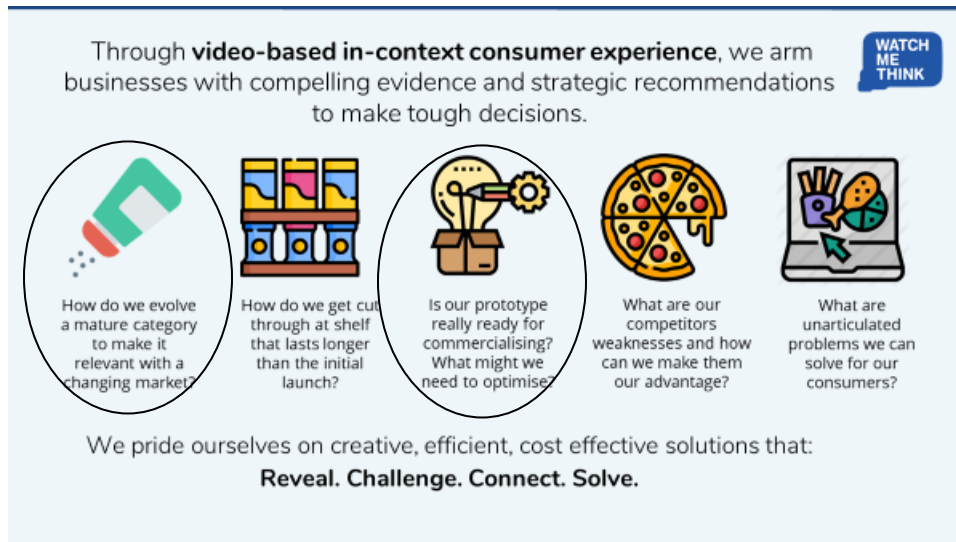 Through video-based in-context consumer experience, we arm
businesses with compelling evidence and strategic recommendations
to make tough decisions.
WATCH
ME
THINK
How do we evolve
a mature category
to make it
relevant with a
changing market?
How do we get cut
through at shelf
that lasts longer
than the initial
launch?
Is our prototype
really ready for
commercialising?
What might we
need to optimise?
What are our
competitors
weaknesses and how
can we make them
our advantage?
What are
unarticulated
problems we can
solve for our
consumers?
We pride ourselves on creative, efficient, cost effective solutions that:
Reveal. Challenge. Connect. Solve.